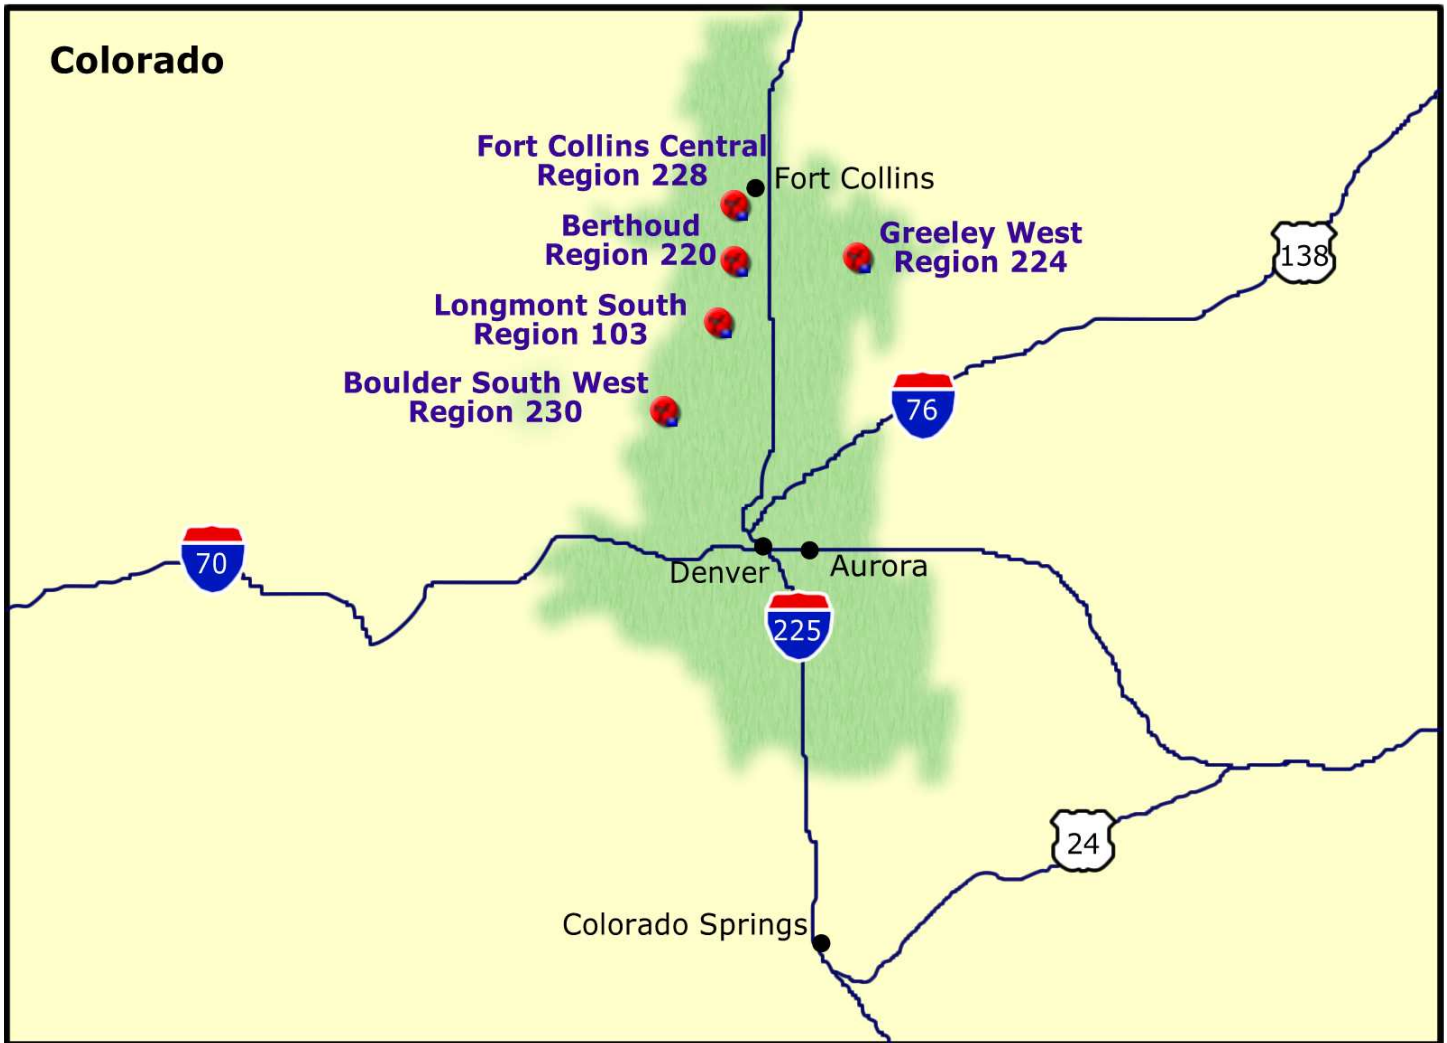 Colorado
Fort Collins Central
Region 228
Fort Collins
Berthoud
Region 220
Greeley West
Region 224
138
Longmont South
Region 103
Boulder South West
Region 230
76
70
Denver
Aurora
225
24
Colorado Springs